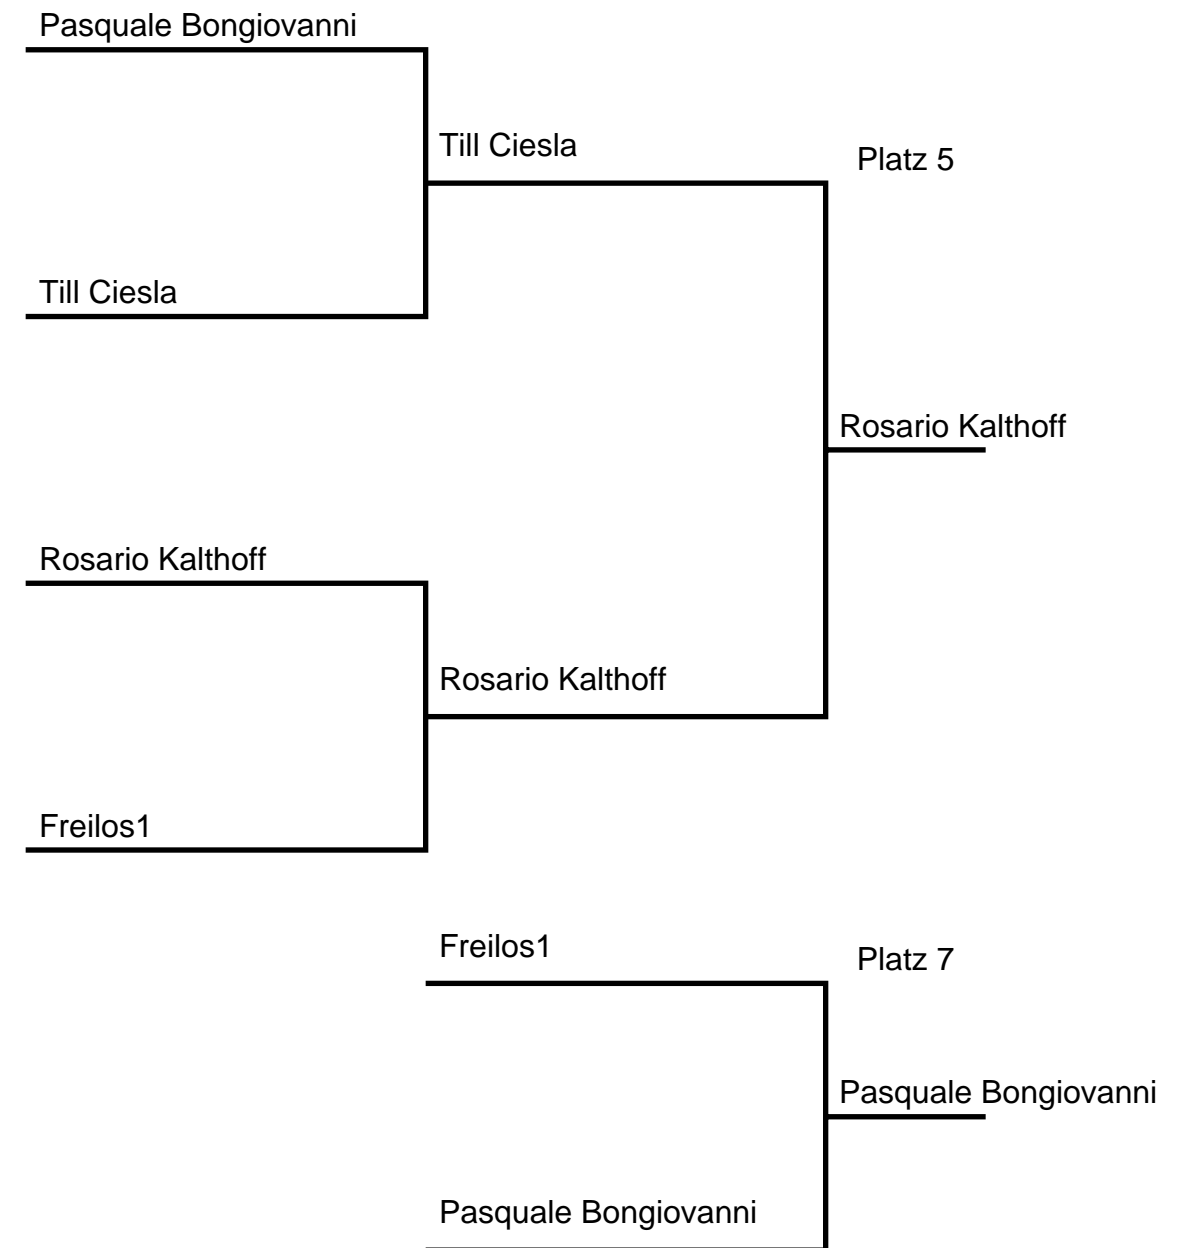 Pasquale Bongiovanni
Till Ciesla
Platz 5
Till Ciesla
Rosario Kalthoff
Rosario Kalthoff
Rosario Kalthoff
Freilos1
Freilos1
Platz 7
Pasquale Bongiovanni
Pasquale Bongiovanni